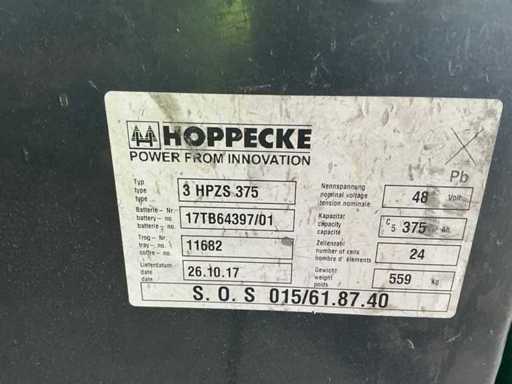 HOPPECKE
POWER FROM INNOVATION
Pb
Typ
type
type
3 HPZS 375
Batterie - Nr.
battery - no.
batterie - no.
17TB64397/01
Trog - Nr.
tray - no.
coffre - no.
11682
Lieferdatum
date
date
26.10.17
Nennspannung
nominal voltage
tension nominale
48 Volt
Kapazität
capacity
capacité
C5 375 Ah
Zellenzahl
number of cells
nombre d' elements
24
Gewicht
weight
poids
559 kg
S. O. S 015/61.87.40